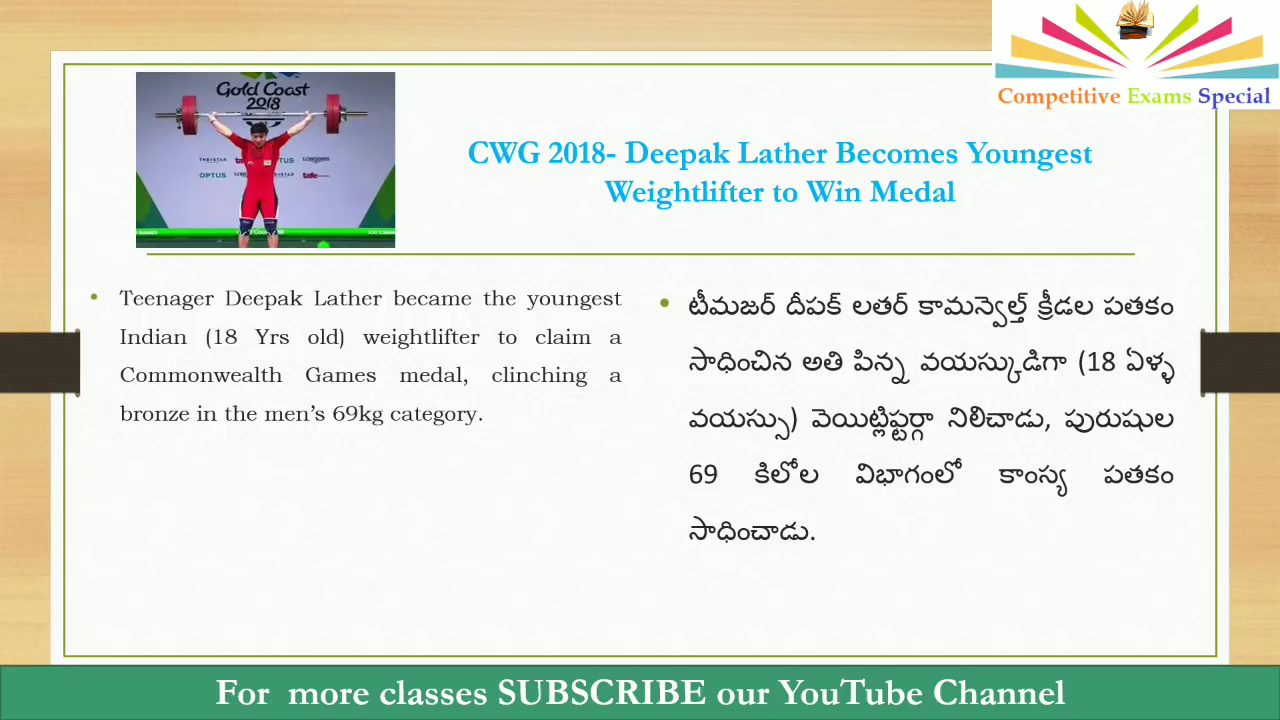 Competitive Exams Special
Gold Coast
2018
OPTUS
CWG 2018- Deepak Lather Becomes Youngest
Weightlifter to Win Medal
• Teenager Deepak Lather became the youngest
Indian (18 Yrs old) weightlifter to claim a
Commonwealth Games medal, clinching a
bronze in the men’s 69kg category.
• టీమజర్ దీపక్ లతర్ కామన్వెల్త్ క్రీడల పతకం
సాధించిన అతి పిన్న వయస్కుడిగా (18 ఏళ్ళ
వయస్సు) వెయిట్లిఫ్టర్గా నిలిచాడు, పురుషుల
69 కిలోల విభాగంలో కాంస్య పతకం
సాధించాడు.
For more classes SUBSCRIBE our YouTube Channel